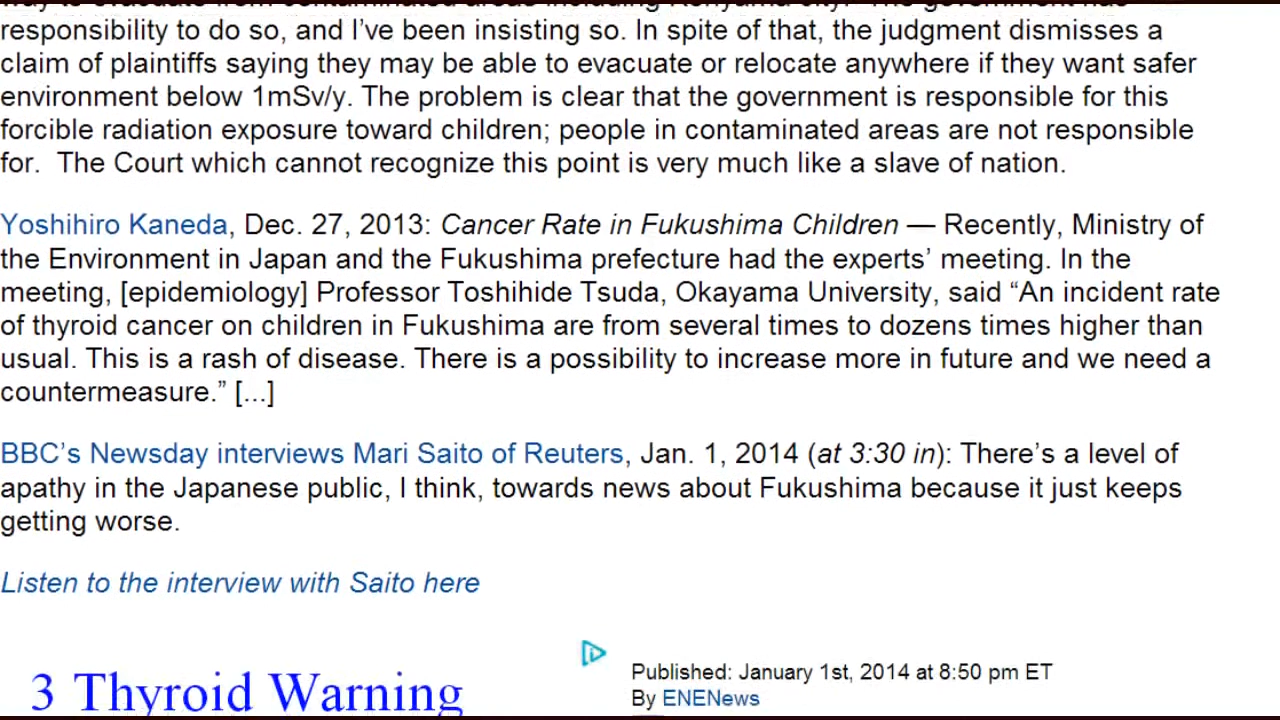 responsibility to do so, and I've been insisting so. In spite of that, the judgment dismisses a
claim of plaintiffs saying they may be able to evacuate or relocate anywhere if they want safer
environment below 1mSv/y. The problem is clear that the government is responsible for this
forcible radiation exposure toward children; people in contaminated areas are not responsible
for.  The Court which cannot recognize this point is very much like a slave of nation.
Yoshihiro Kaneda, Dec. 27, 2013: Cancer Rate in Fukushima Children — Recently, Ministry of
the Environment in Japan and the Fukushima prefecture had the experts' meeting. In the
meeting, [epidemiology] Professor Toshihide Tsuda, Okayama University, said “An incident rate
of thyroid cancer on children in Fukushima are from several times to dozens times higher than
usual. This is a rash of disease. There is a possibility to increase more in future and we need a
countermeasure.” [...]
BBC's Newsday interviews Mari Saito of Reuters, Jan. 1, 2014 (at 3:30 in): There's a level of
apathy in the Japanese public, I think, towards news about Fukushima because it just keeps
getting worse.
Listen to the interview with Saito here
3 Thyroid Warning
Published: January 1st, 2014 at 8:50 pm ET
By ENENews